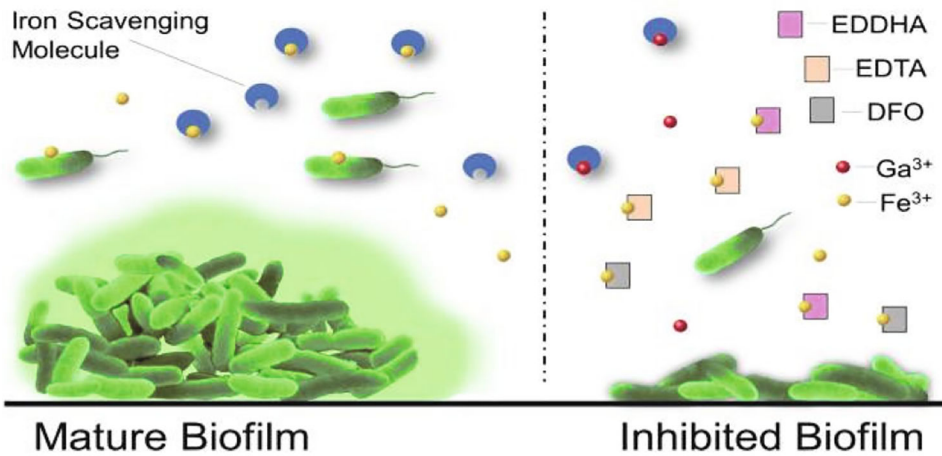 Iron Scavenging
Molecule
EDDHA
EDTA
DFO
Ga³⁺
Fe³⁺
Mature Biofilm
Inhibited Biofilm